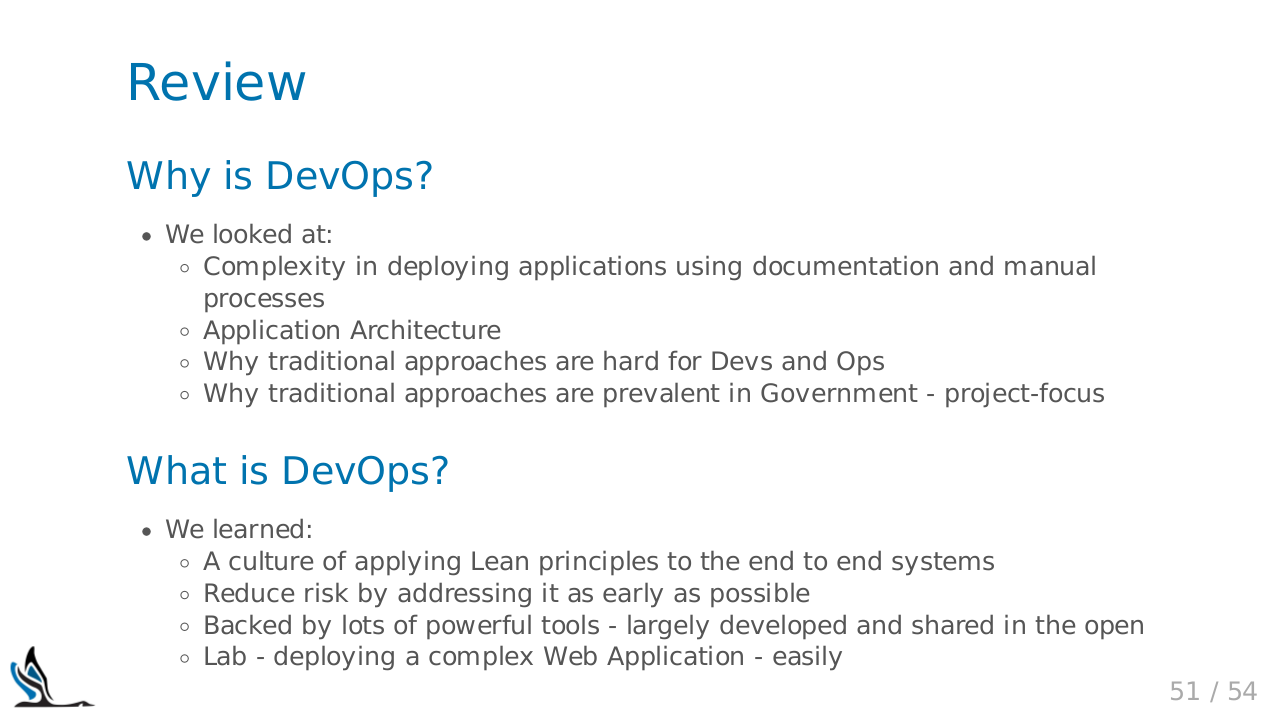 Review
Why is DevOps?
We looked at:
Complexity in deploying applications using documentation and manual
processes
Application Architecture
Why traditional approaches are hard for Devs and Ops
Why traditional approaches are prevalent in Government - project-focus
What is DevOps?
We learned:
A culture of applying Lean principles to the end to end systems
Reduce risk by addressing it as early as possible
Backed by lots of powerful tools - largely developed and shared in the open
Lab - deploying a complex Web Application - easily
51 / 54